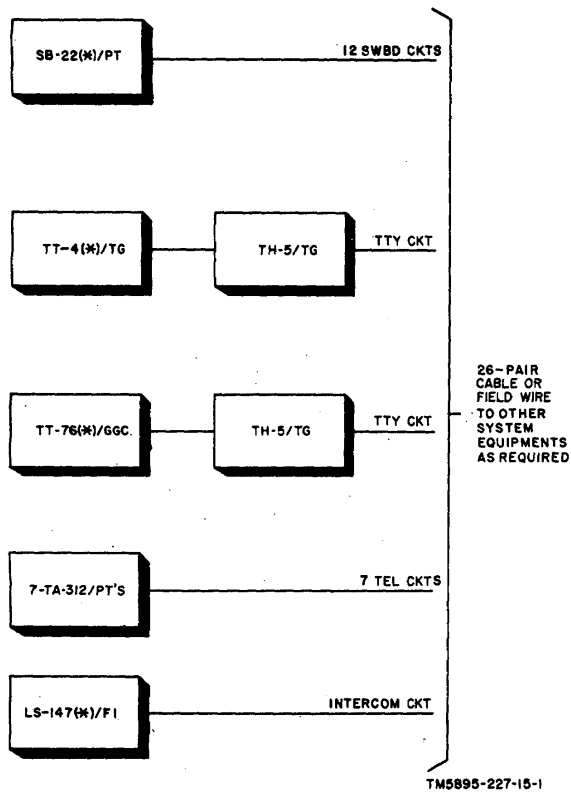 SB-22(*)/PT
12 SWBD CKTS
TT-4(*)/TG
TH-5/TG
TTY CKT
TT-76(*)/GGC
TH-5/TG
TTY CKT
26-PAIR
CABLE OR
FIELD WIRE
TO OTHER
SYSTEM
EQUIPMENTS
AS REQUIRED
7-TA-312/PT'S
7 TEL CKTS
LS-147(*)/FI
INTERCOM CKT
TM5895-227-15-1